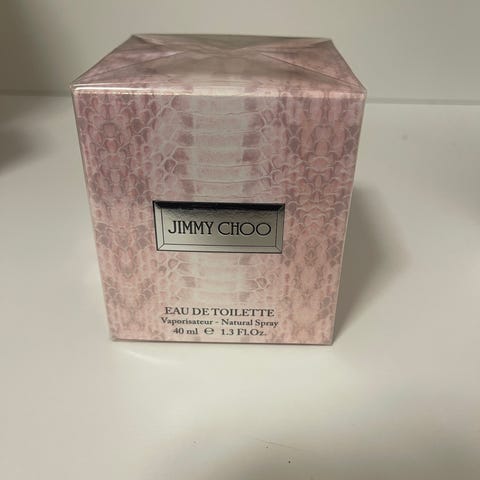 JIMMY CHOO
EAU DE TOILETTE
Vaporisateur - Natural Spray
40 ml ℮ 1.3 Fl.Oz.